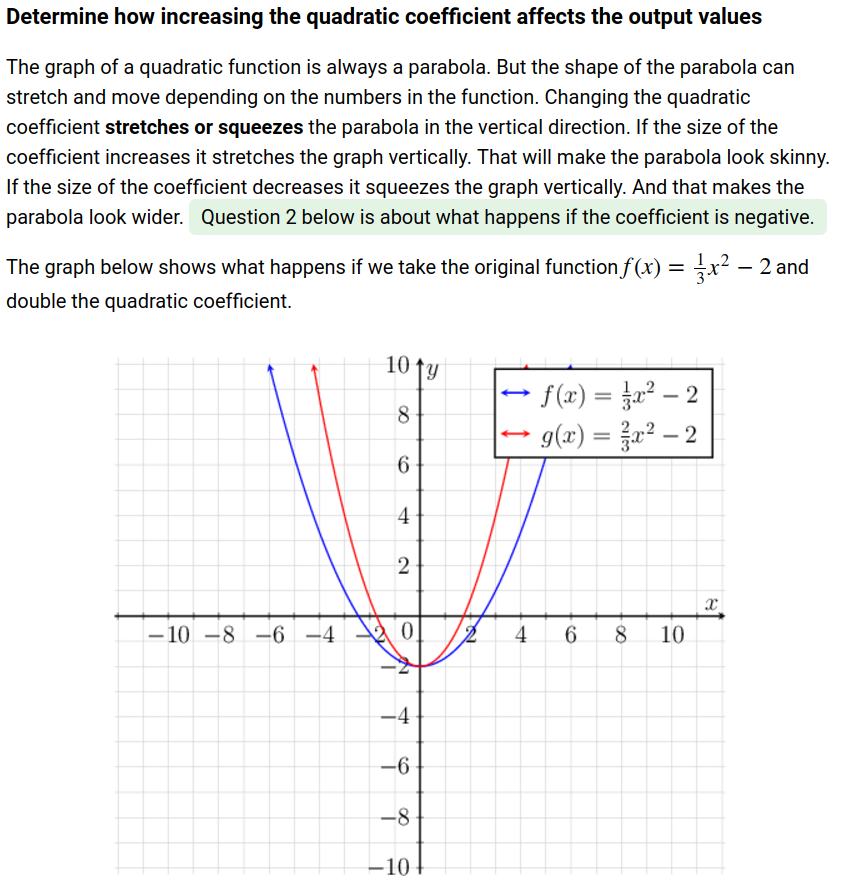 Determine how increasing the quadratic coefficient affects the output values
The graph of a quadratic function is always a parabola. But the shape of the parabola can
stretch and move depending on the numbers in the function. Changing the quadratic
coefficient stretches or squeezes the parabola in the vertical direction. If the size of the
coefficient increases it stretches the graph vertically. That will make the parabola look skinny.
If the size of the coefficient decreases it squeezes the graph vertically. And that makes the
parabola look wider. Question 2 below is about what happens if the coefficient is negative.
The graph below shows what happens if we take the original function f(x) = 1/3 x² − 2 and
double the quadratic coefficient.
10 y
f(x) = 1/3 x² − 2
8
g(x) = 2/3 x² − 2
6
4
2
x
−10 −8 −6 −4 −2 0 2 4 6 8 10
−2
−4
−6
−8
−10